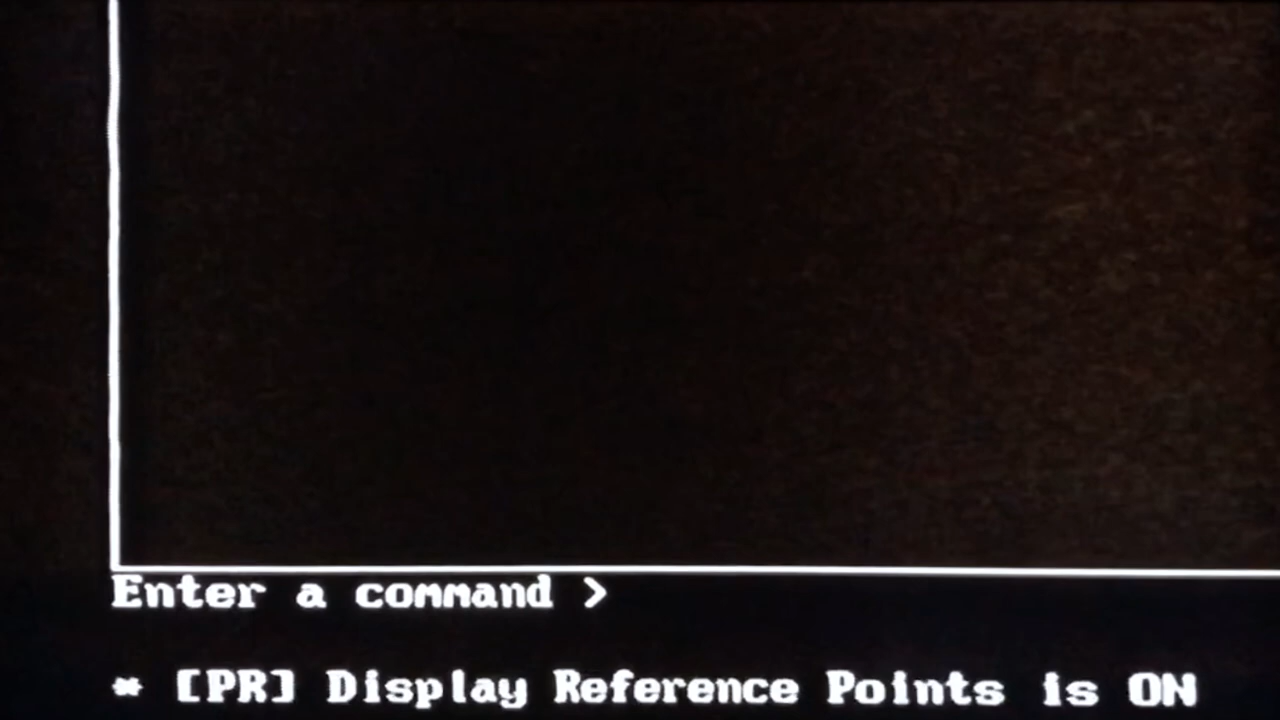 Enter a command >
* [PR] Display Reference Points is ON